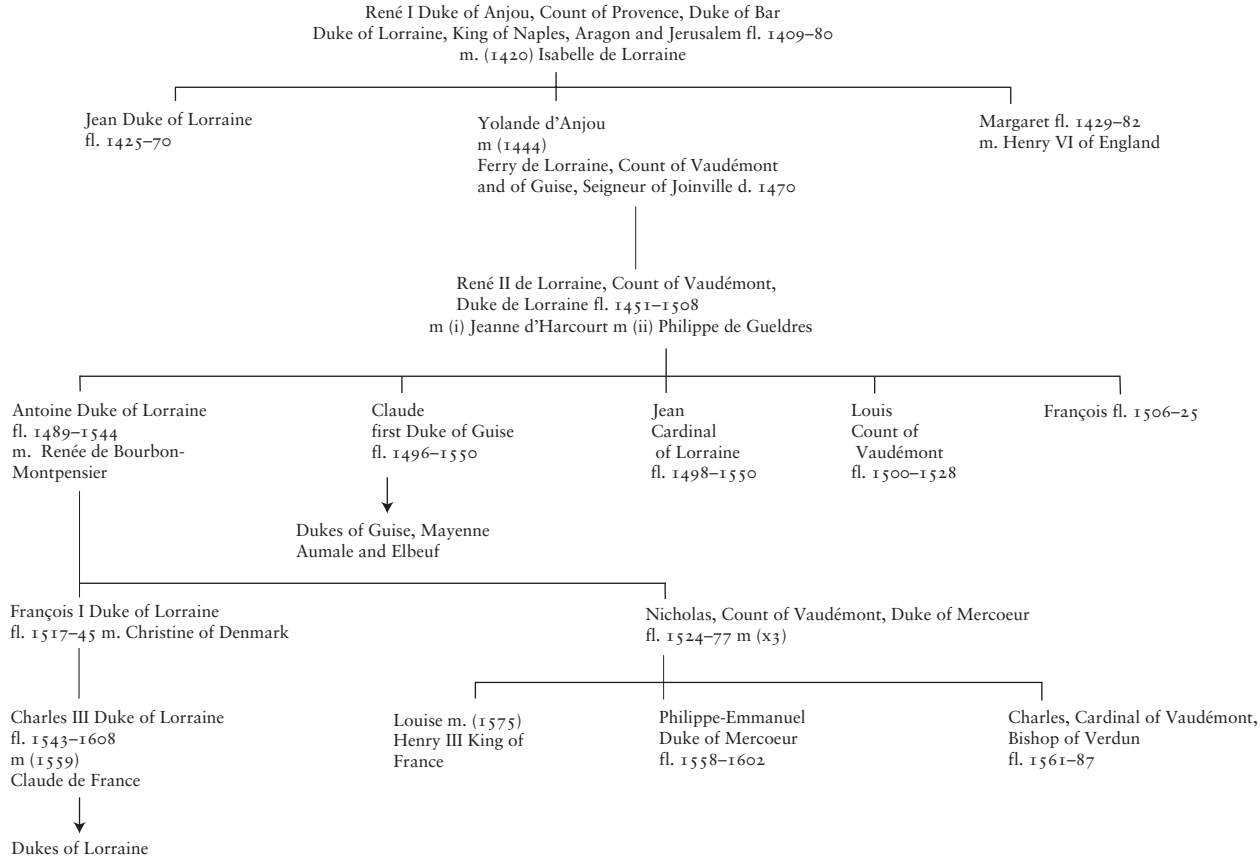 René I Duke of Anjou, Count of Provence, Duke of Bar
Duke of Lorraine, King of Naples, Aragon and Jerusalem fl. 1409–80
m. (1420) Isabelle de Lorraine
Jean Duke of Lorraine
fl. 1425–70
Yolande d'Anjou
m (1444)
Ferry de Lorraine, Count of Vaudémont
and of Guise, Seigneur of Joinville d. 1470
Margaret fl. 1429–82
m. Henry VI of England
René II de Lorraine, Count of Vaudémont,
Duke de Lorraine fl. 1451–1508
m (i) Jeanne d'Harcourt m (ii) Philippe de Gueldres
Antoine Duke of Lorraine
fl. 1489–1544
m. Renée de Bourbon-
Montpensier
Claude
first Duke of Guise
fl. 1496–1550
Jean
Cardinal
of Lorraine
fl. 1498–1550
Louis
Count of
Vaudémont
fl. 1500–1528
François fl. 1506–25
Dukes of Guise, Mayenne
Aumale and Elbeuf
François I Duke of Lorraine
fl. 1517–45 m. Christine of Denmark
Nicholas, Count of Vaudémont, Duke of Mercoeur
fl. 1524–77 m (x3)
Charles III Duke of Lorraine
fl. 1543–1608
m (1559)
Claude de France
Louise m. (1575)
Henry III King of
France
Philippe-Emmanuel
Duke of Mercoeur
fl. 1558–1602
Charles, Cardinal of Vaudémont,
Bishop of Verdun
fl. 1561–87
Dukes of Lorraine